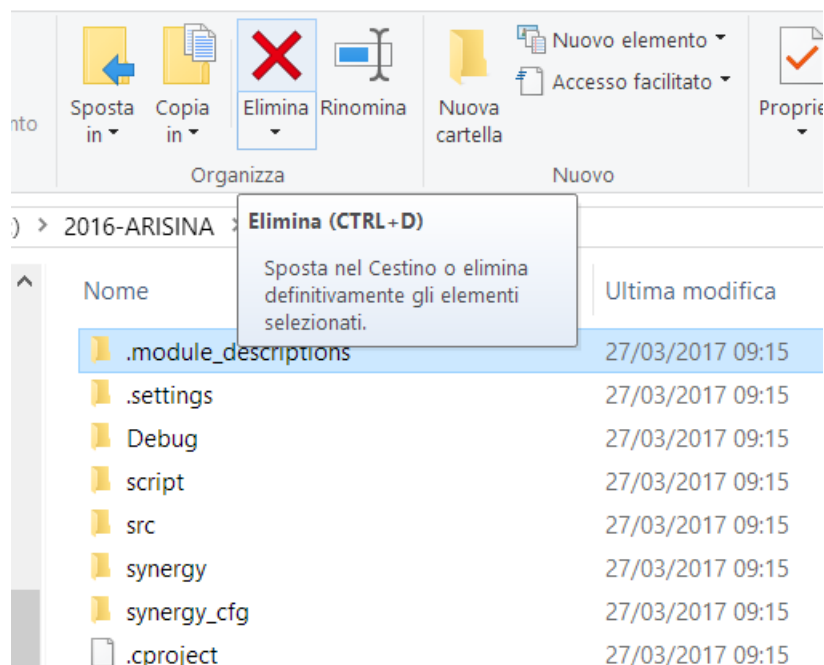 Nuovo elemento
Accesso facilitato
nto
Sposta in
Copia in
Elimina
Rinomina
Nuova cartella
Proprie
Organizza
Nuovo
) > 2016-ARISINA >
Elimina (CTRL+D)
Sposta nel Cestino o elimina
definitivamente gli elementi
selezionati.
Nome
Ultima modifica
.module_descriptions 27/03/2017 09:15
.settings 27/03/2017 09:15
Debug 27/03/2017 09:15
script 27/03/2017 09:15
src 27/03/2017 09:15
synergy 27/03/2017 09:15
synergy_cfg 27/03/2017 09:15
.cproject 27/03/2017 09:15